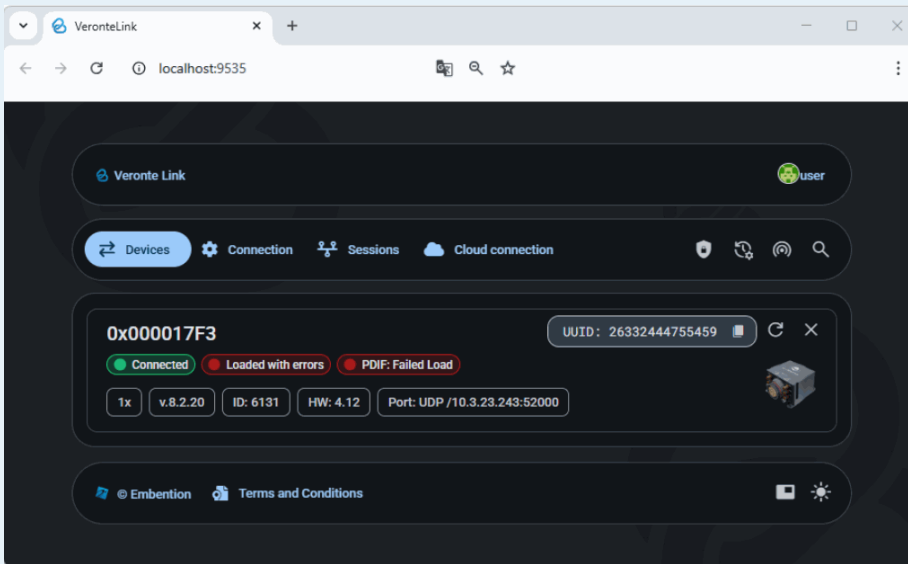 VeronteLink
localhost:9535
Veronte Link
user
Devices
Connection
Sessions
Cloud connection
0x000017F3
UUID: 26332444755459
Connected
Loaded with errors
PDIF: Failed Load
1x
v.8.2.20
ID: 6131
HW: 4.12
Port: UDP /10.3.23.243:52000
© Embention
Terms and Conditions